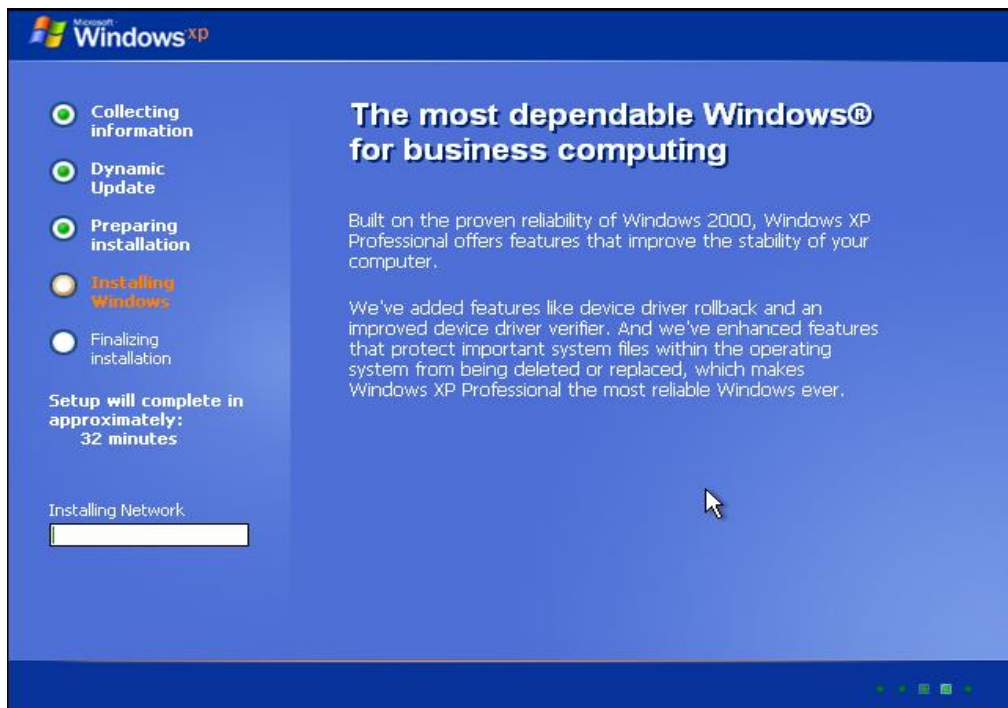 Microsoft
Windows xp
Collecting
information
Dynamic
Update
Preparing
installation
Installing
Windows
Finalizing
installation
Setup will complete in
approximately:
32 minutes
Installing Network
The most dependable Windows®
for business computing
Built on the proven reliability of Windows 2000, Windows XP
Professional offers features that improve the stability of your
computer.
We've added features like device driver rollback and an
improved device driver verifier. And we've enhanced features
that protect important system files within the operating
system from being deleted or replaced, which makes
Windows XP Professional the most reliable Windows ever.